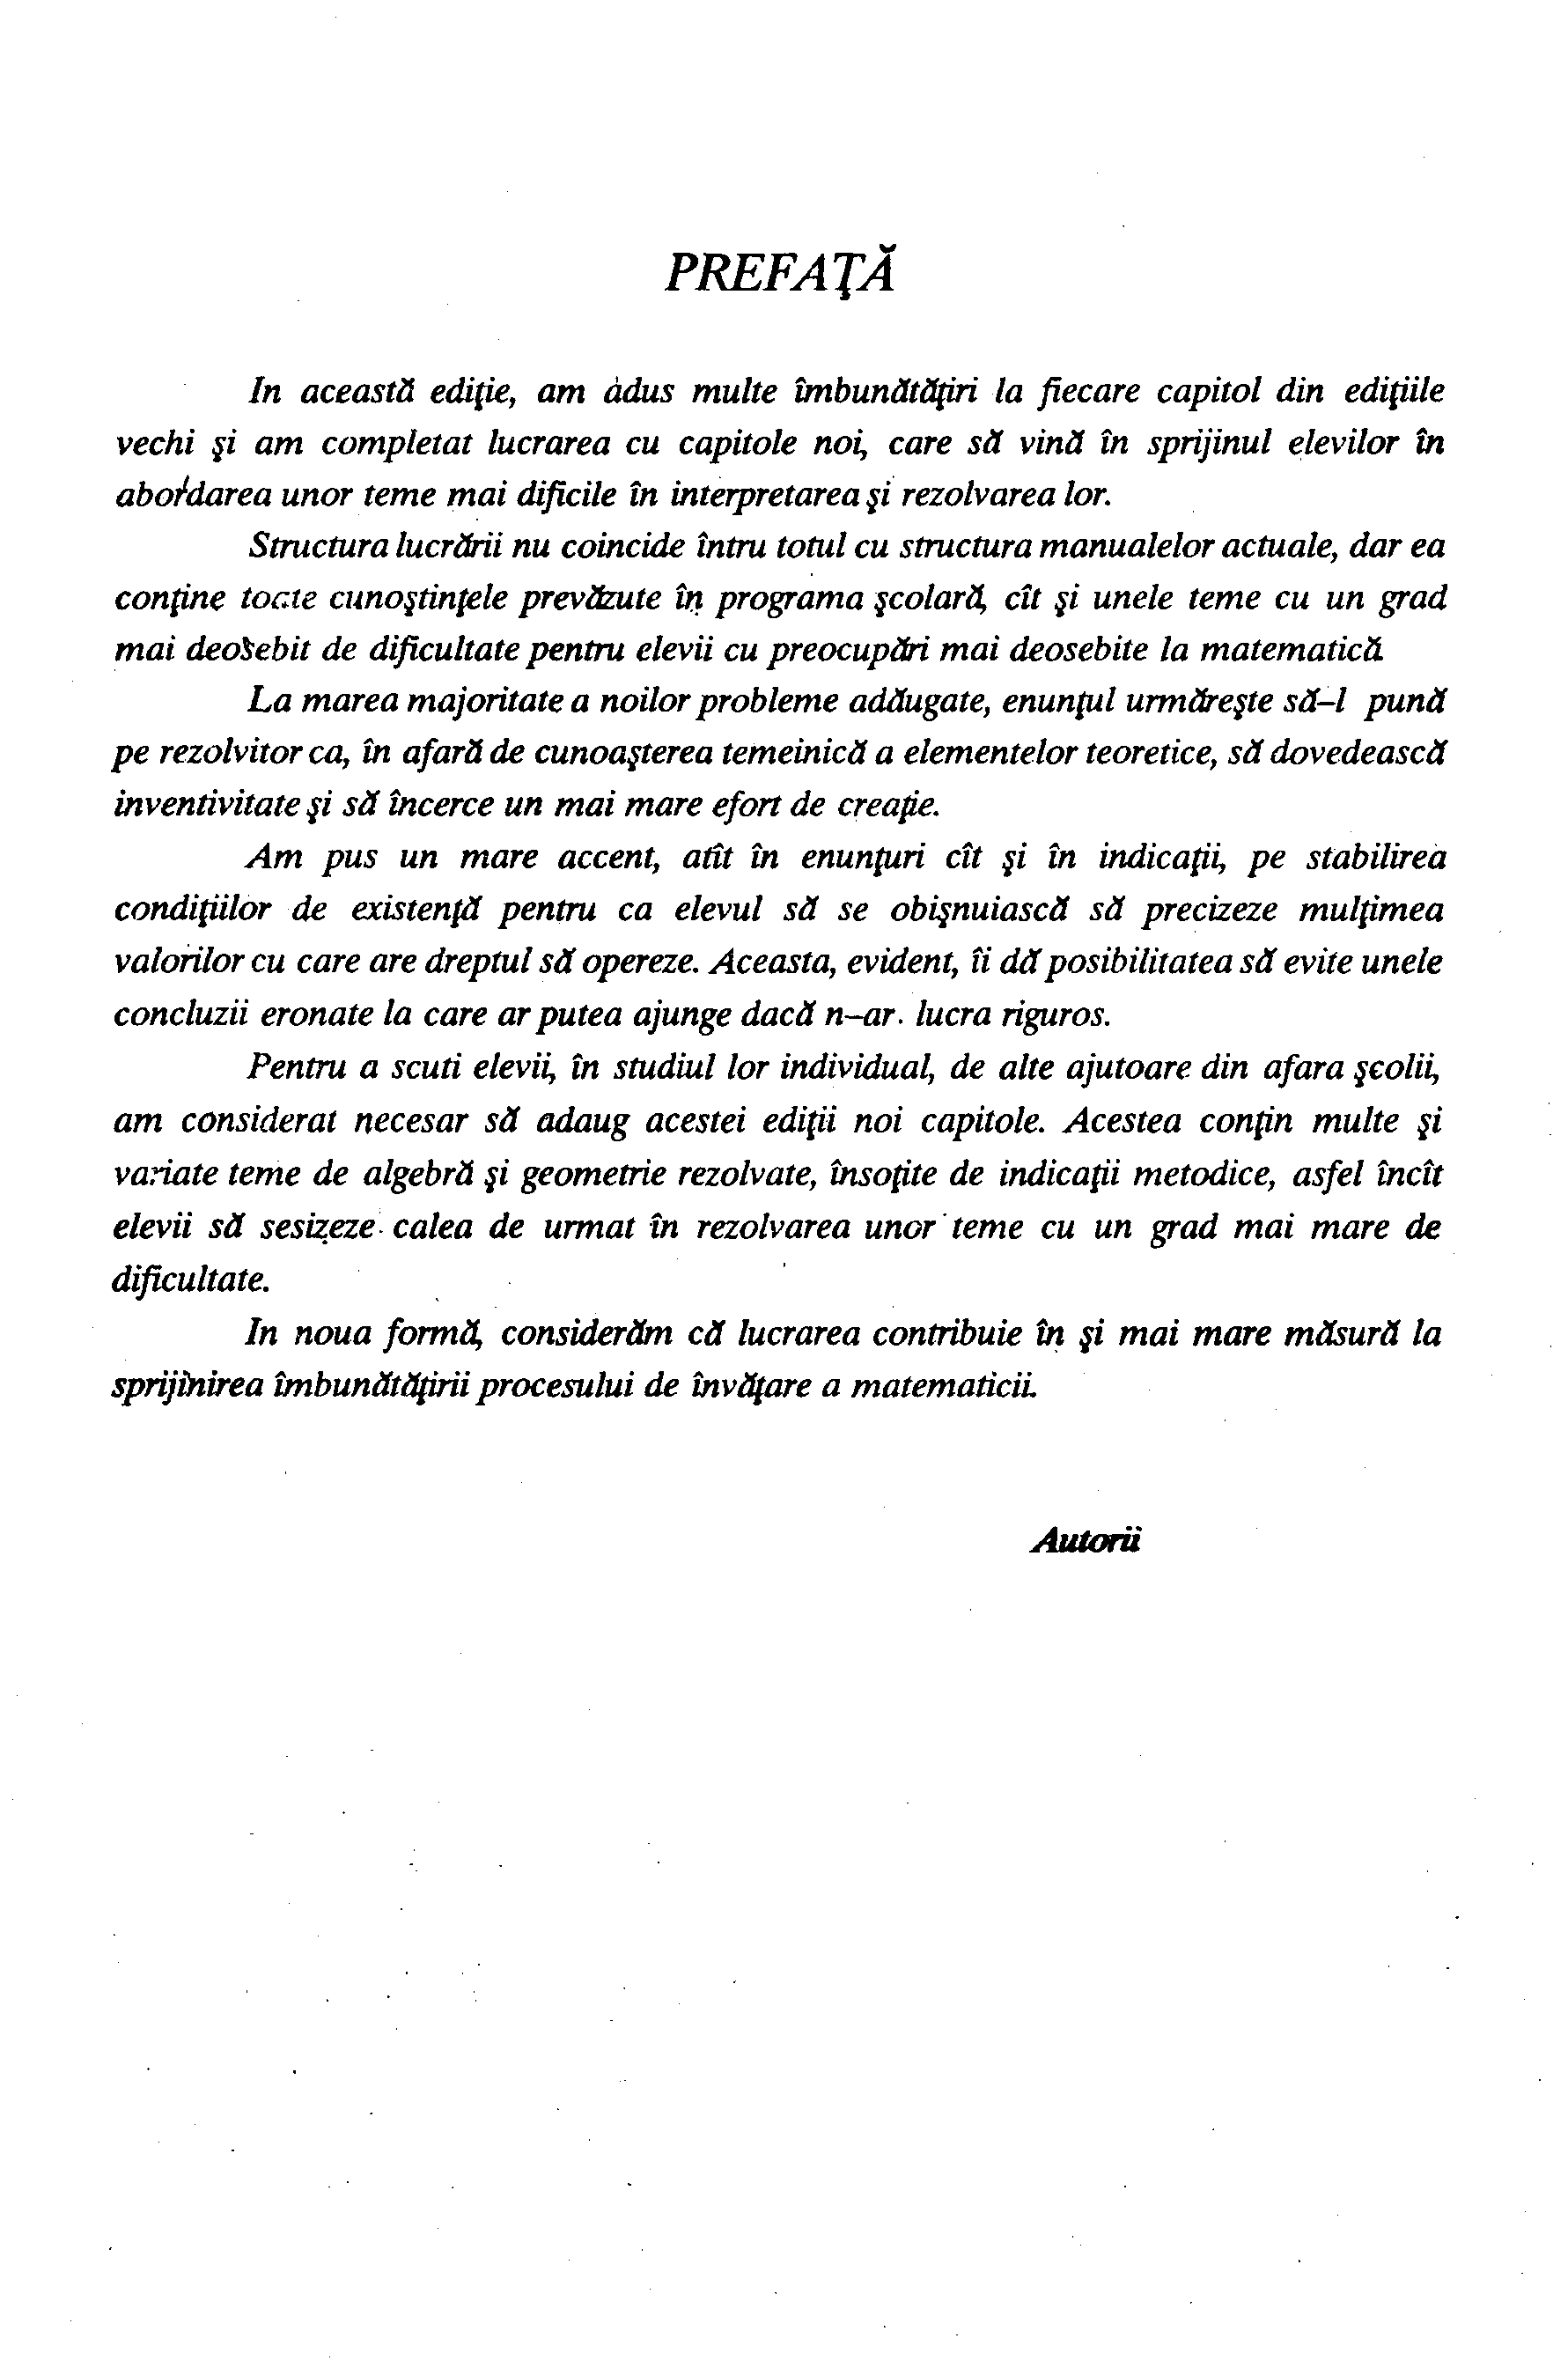 PREFAŢĂ
In această ediţie, am adus multe îmbunătăţiri la fiecare capitol din ediţiile
vechi şi am completat lucrarea cu capitole noi, care să vină în sprijinul elevilor în
abordarea unor teme mai dificile în interpretarea şi rezolvarea lor.
Structura lucrării nu coincide întru totul cu structura manualelor actuale, dar ea
conţine toate cunoştinţele prevăzute în programa şcolară, cît şi unele teme cu un grad
mai deosebit de dificultate pentru elevii cu preocupări mai deosebite la matematică.
La marea majoritate a noilor probleme adăugate, enunţul urmăreşte să–l pună
pe rezolvitor ca, în afară de cunoaşterea temeinică a elementelor teoretice, să dovedească
inventivitate şi să încerce un mai mare efort de creaţie.
Am pus un mare accent, atît în enunţuri cît şi în indicaţii, pe stabilirea
condiţiilor de existenţă pentru ca elevul să se obişnuiască să precizeze mulţimea
valorilor cu care are dreptul să opereze. Aceasta, evident, îi dă posibilitatea să evite unele
concluzii eronate la care ar putea ajunge dacă n–ar lucra riguros.
Pentru a scuti elevii, în studiul lor individual, de alte ajutoare din afara şcolii,
am considerat necesar să adaug acestei ediţii noi capitole. Acestea conţin multe şi
variate teme de algebră şi geometrie rezolvate, însoţite de indicaţii metodice, asfel încît
elevii să sesizeze calea de urmat în rezolvarea unor teme cu un grad mai mare de
dificultate.
In noua formă, considerăm că lucrarea contribuie în şi mai mare măsură la
sprijinirea îmbunătăţirii procesului de învăţare a matematicii.
Autorii